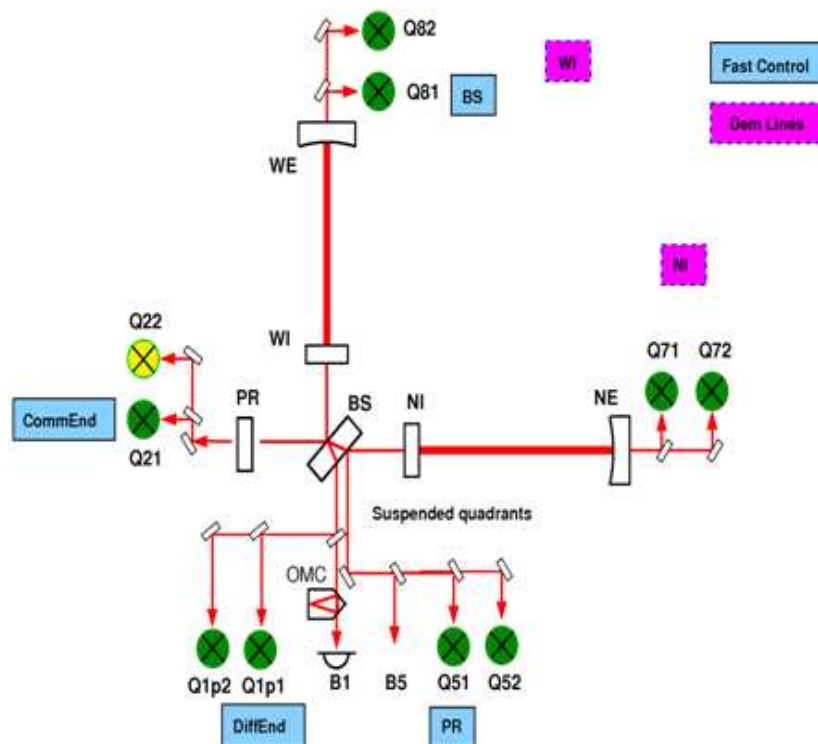 Q82
WI
Fast Control
Q81
BS
Dem Lines
WE
NI
Q22
WI
Q71
Q72
PR
BS
NI
NE
CommEnd
Q21
Suspended quadrants
OMC
Q1p2
Q1p1
B1
B5
Q51
Q52
DiffEnd
PR